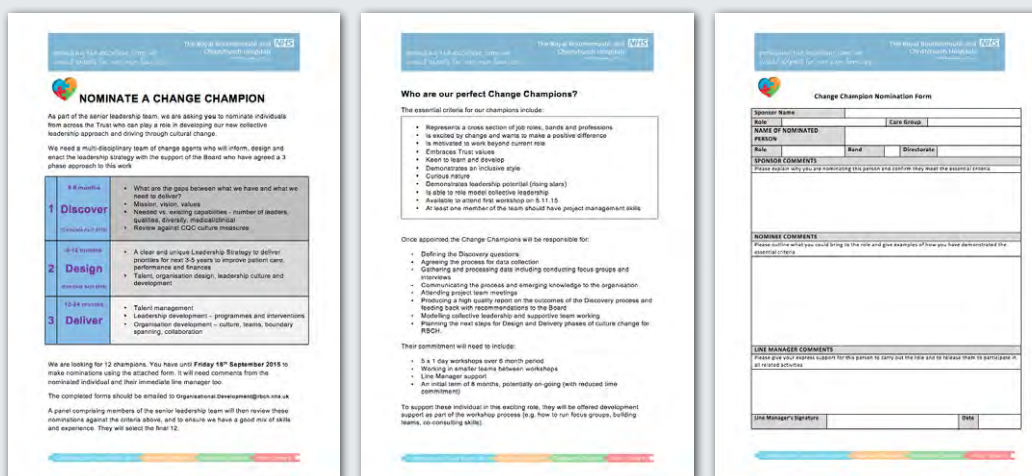 The Royal Bournemouth and NHS
Christchurch Hospitals
NOMINATE A CHANGE CHAMPION
As part of the senior leadership team, we are asking you to nominate individuals
from across the Trust who can play a role in developing our new collective
leadership approach and driving through cultural change.
We need a multi-disciplinary team of change agents who will inform, design and
enact the leadership strategy with the support of the Board who have agreed a 3
phase approach to this work
1 Discover
• What are the gaps between what we have and what we
need to deliver?
• Mission, vision, values
• Needed vs. existing capabilities - number of leaders,
qualities, diversity, medical/clinical
• Review against CQC culture measures
2 Design
• A clear and unique Leadership Strategy to deliver
priorities for next 3-5 years to improve patient care,
performance and finances
• Talent, organisation design, leadership culture and
development
12-24 months
3 Deliver
• Talent management
• Leadership development – programmes and interventions
• Organisation development – culture, teams, boundary
spanning, collaboration
We are looking for 12 champions. You have until Friday 18th September 2015 to
make nominations using the attached form. It will need comments from the
nominated individual and their immediate line manager too.
The completed forms should be emailed to Organisational.Development@rbch.nhs.uk
A panel comprising members of the senior leadership team will then review these
nominations against the criteria above, and to ensure we have a good mix of skills
and experience. They will select the final 12.
The Royal Bournemouth and NHS
Christchurch Hospitals
Who are our perfect Change Champions?
The essential criteria for our champions include:
• Represents a cross section of job roles, bands and professions
• Is excited by change and wants to make a positive difference
• Is motivated to work beyond current role
• Embraces Trust values
• Keen to learn and develop
• Demonstrates an inclusive style
• Curious nature
• Demonstrates leadership potential (rising stars)
• Is able to role model collective leadership
• Available to attend first workshop on 5.11.15
• At least one member of the team should have project management skills
Once appointed the Change Champions will be responsible for:
• Defining the Discovery questions
• Agreeing the process for data collection
• Gathering and processing data including conducting focus groups and
interviews
• Communicating the process and emerging knowledge to the organisation
• Attending project team meetings
• Producing a high quality report on the outcomes of the Discovery process and
feeding back with recommendations to the Board
• Modelling collective leadership and supportive team working
• Planning the next steps for Design and Delivery phases of culture change for
RBCH.
Their commitment will need to include:
• 5 x 1 day workshops over 6 month period
• Working in smaller teams between workshops
• Line Manager support
• An initial term of 6 months, potentially on-going (with reduced time
commitment)
To support these individual in this exciting role, they will be offered development
support as part of the workshop process (e.g. how to run focus groups, building
teams, co-consulting skills).
The Royal Bournemouth and NHS
Christchurch Hospitals
Change Champion Nomination Form
Sponsor Name
Role Care Group
NAME OF NOMINATED
PERSON
Role Band Directorate
SPONSOR COMMENTS
Please explain why you are nominating this person and confirm they meet the essential criteria
NOMINEE COMMENTS
Please outline what you could bring to the role and give examples of how you have demonstrated the
essential criteria
LINE MANAGER COMMENTS
Please give your express support for this person to carry out the role and to release them to participate in
all related activities
Line Manager's Signature Date